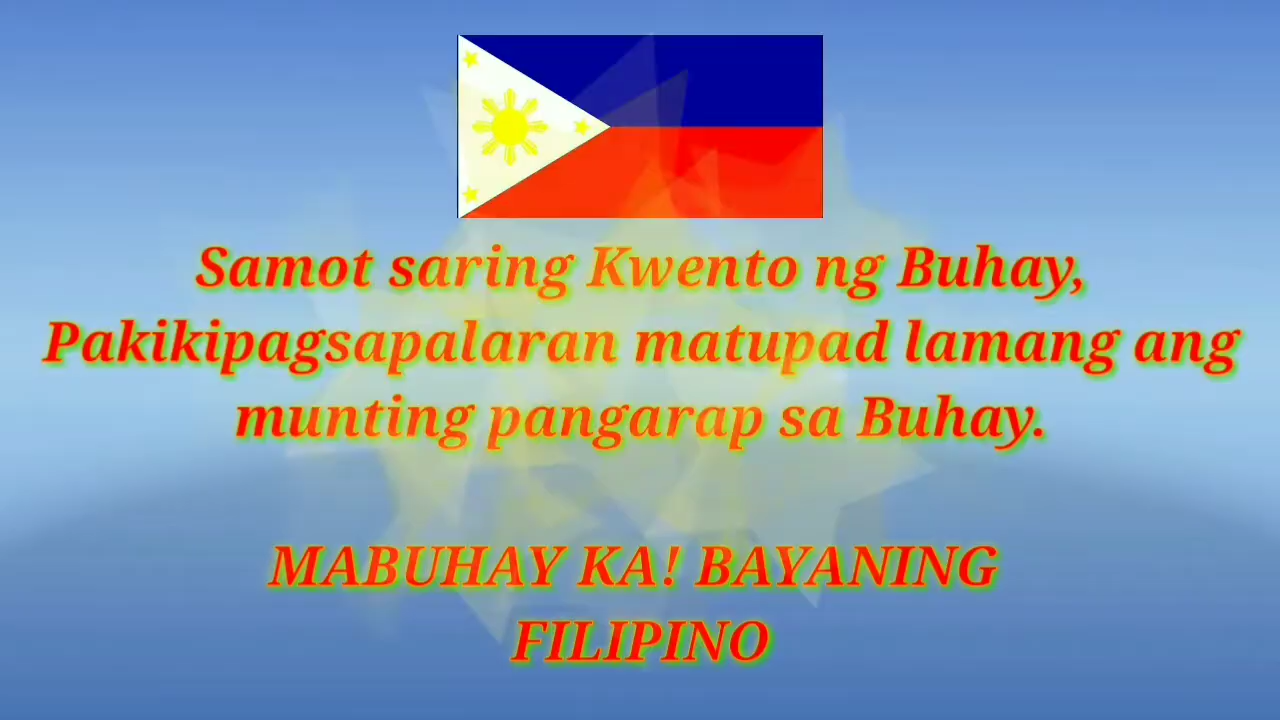 Samot saring Kwento ng Buhay,
Pakikipagsapalaran matupad lamang ang
munting pangarap sa Buhay.
MABUHAY KA! BAYANING
FILIPINO